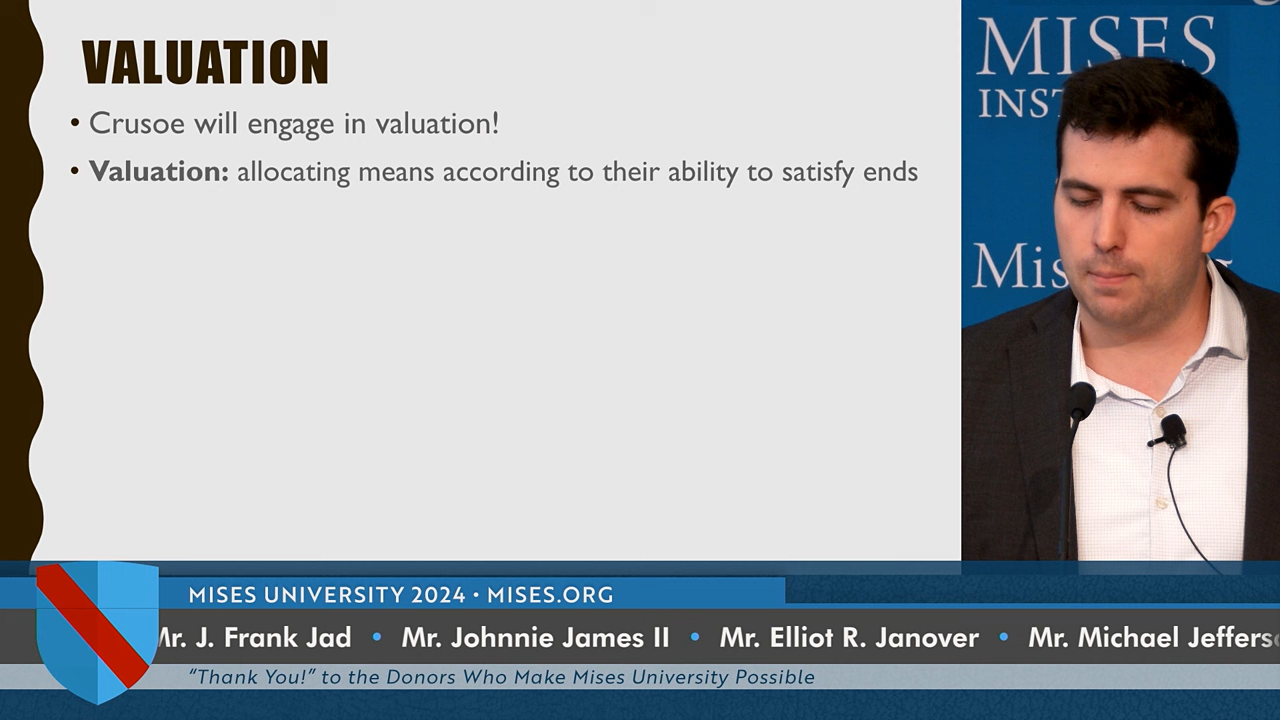 VALUATION
• Crusoe will engage in valuation!
• Valuation: allocating means according to their ability to satisfy ends
MISES
INST
Mis
MISES UNIVERSITY 2024 • MISES.ORG
Mr. J. Frank Jad • Mr. Johnnie James II • Mr. Elliot R. Janover • Mr. Michael Jefferso
“Thank You!” to the Donors Who Make Mises University Possible